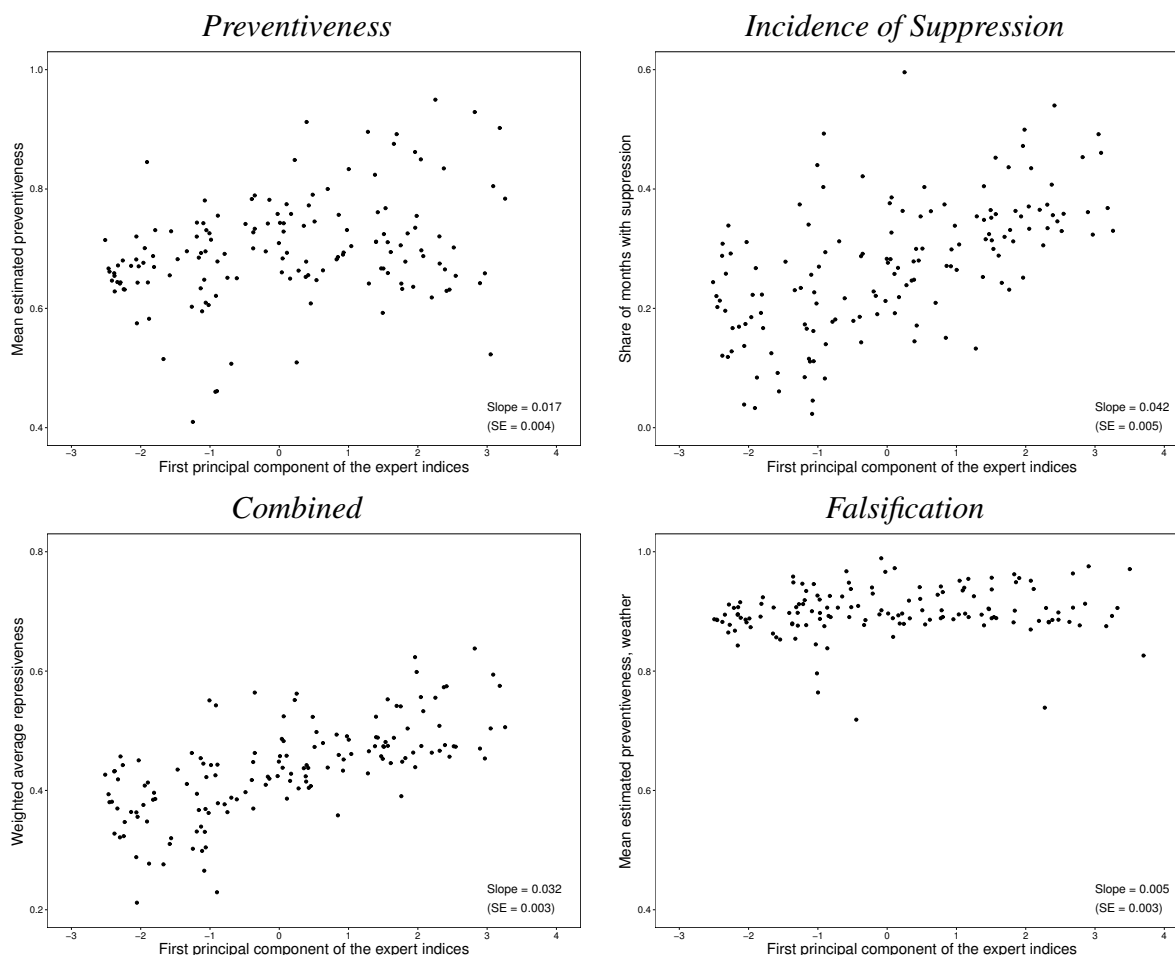 Preventiveness
Mean estimated preventiveness
1.0
0.8
0.6
0.4
Slope = 0.017
(SE = 0.004)
−3 −2 −1 0 1 2 3 4
First principal component of the expert indices
Incidence of Suppression
Share of months with suppression
0.6
0.4
0.2
0.0
Slope = 0.042
(SE = 0.005)
−3 −2 −1 0 1 2 3 4
First principal component of the expert indices
Combined
Weighted average repressiveness
0.8
0.6
0.4
0.2
Slope = 0.032
(SE = 0.003)
−3 −2 −1 0 1 2 3 4
First principal component of the expert indices
Falsification
Mean estimated preventiveness, weather
1.0
0.8
0.6
0.4
Slope = 0.005
(SE = 0.003)
−3 −2 −1 0 1 2 3 4
First principal component of the expert indices